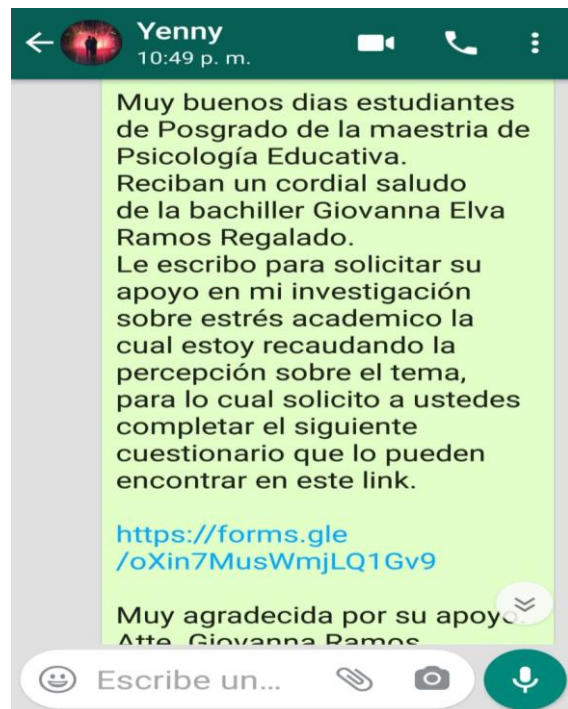 Yenny
10:49 p. m.
Muy buenos dias estudiantes
de Posgrado de la maestria de
Psicología Educativa.
Reciban un cordial saludo
de la bachiller Giovanna Elva
Ramos Regalado.
Le escribo para solicitar su
apoyo en mi investigación
sobre estrés academico la
cual estoy recaudando la
percepción sobre el tema,
para lo cual solicito a ustedes
completar el siguiente
cuestionario que lo pueden
encontrar en este link.
https://forms.gle
/oXin7MusWmjLQ1Gv9
Muy agradecida por su apoyo.
Atte. Giovanna Ramos
Escribe un...